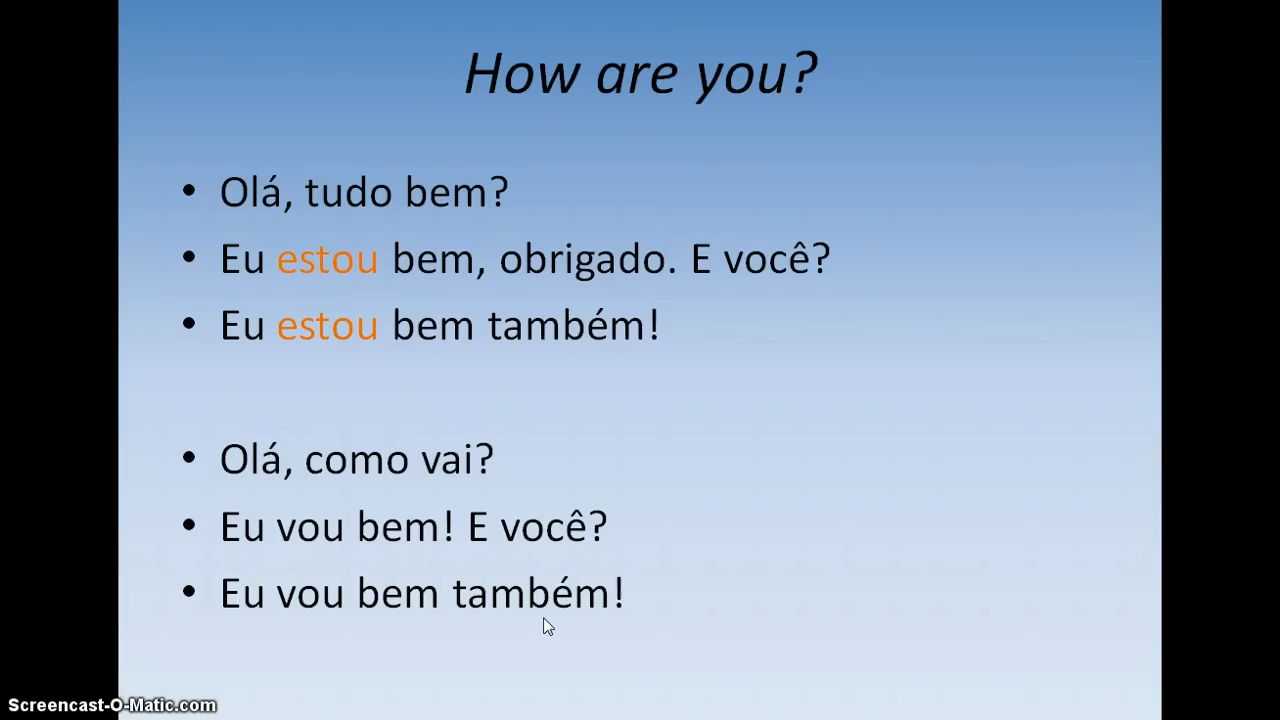 How are you?
• Olá, tudo bem?
• Eu estou bem, obrigado. E você?
• Eu estou bem também!
• Olá, como vai?
• Eu vou bem! E você?
• Eu vou bem também!
Screencast-O-Matic.com